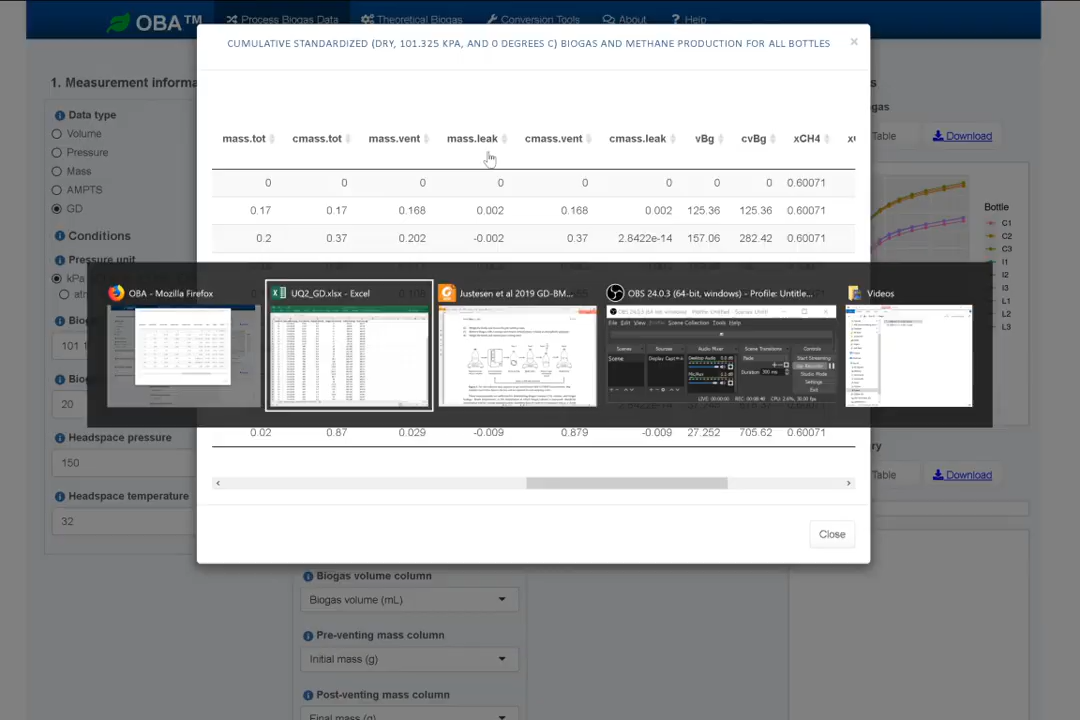 OBA™
Process Biogas Data
Theoretical Biogas
Conversion Tools
About
Help
CUMULATIVE STANDARDIZED (DRY, 101.325 KPA, AND 0 DEGREES C) BIOGAS AND METHANE PRODUCTION FOR ALL BOTTLES
×
1. Measurement informa
Data type
Volume
Pressure
Mass
AMPTS
GD
Conditions
Pressure unit
kPa
20
Headspace pressure
150
Headspace temperature
32
mass.tot cmass.tot mass.vent mass.leak cmass.vent cmass.leak vBg cvBg xCH4
0 0 0 0 0 0 0 0 0.60071
0.17 0.17 0.168 0.002 0.168 0.002 125.36 125.36 0.60071
0.2 0.37 0.202 -0.002 0.37 2.8422e-14 157.06 282.42 0.60071
OBA - Mozilla Firefox
UQ2_GD.xlsx - Excel
Justesen et al 2019 GD-BM...
OBS 24.0.3 (64-bit, windows) - Profile: Untitle...
Videos
0.02 0.87 0.029 -0.009 0.879 -0.009 27.252 705.62 0.60071
Close
Table
Download
Bottle
C1
C2
C3
I1
I2
I3
L1
L2
L3
Table
Download
Biogas volume column
Biogas volume (mL)
Pre-venting mass column
Initial mass (g)
Post-venting mass column
Final mass (g)